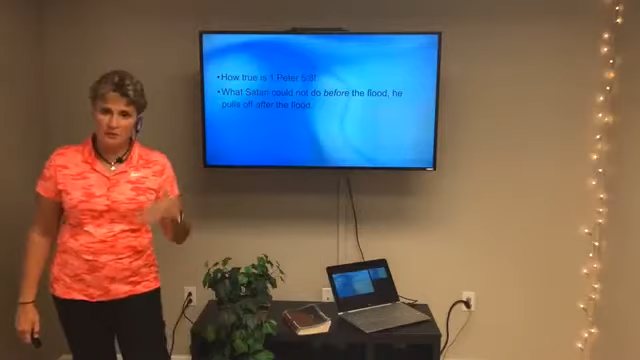 •How true is 1 Peter 5:8!
•What Satan could not do before the flood, he
pulls off after the flood.